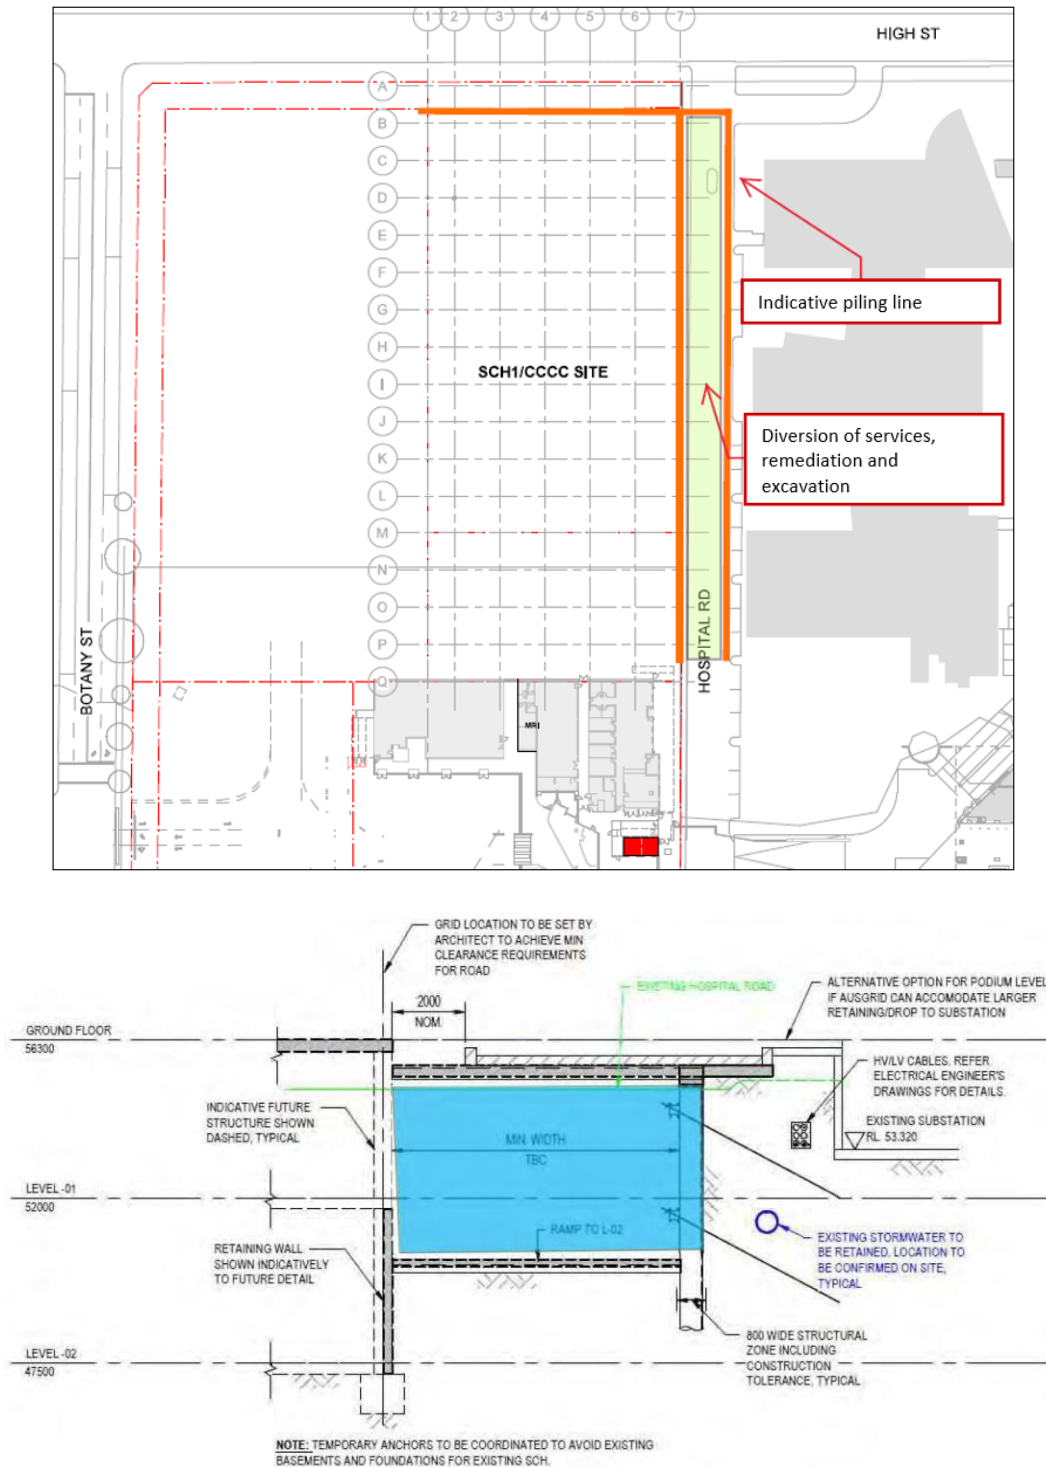 1
2
3
4
5
6
7
HIGH ST
A
B
C
D
E
F
G
H
I
J
K
L
M
N
O
P
Q
Indicative piling line
SCH1/CCCC SITE
Diversion of services,
remediation and
excavation
HOSPITAL RD
BOTANY ST
MRI
GRID LOCATION TO BE SET BY
ARCHITECT TO ACHIEVE MIN
CLEARANCE REQUIREMENTS
FOR ROAD
2000
NOM.
EXISTING HOSPITAL ROAD
ALTERNATIVE OPTION FOR PODIUM LEVEL
IF AUSGRID CAN ACCOMODATE LARGER
RETAINING/DROP TO SUBSTATION
GROUND FLOOR
56300
HV/LV CABLES. REFER
ELECTRICAL ENGINEER'S
DRAWINGS FOR DETAILS.
INDICATIVE FUTURE
STRUCTURE SHOWN
DASHED, TYPICAL
EXISTING SUBSTATION
RL. 53.320
MIN. WIDTH
TBC
LEVEL -01
52000
RAMP TO L-02
EXISTING STORMWATER TO
BE RETAINED. LOCATION TO
BE CONFIRMED ON SITE,
TYPICAL
RETAINING WALL
SHOWN INDICATIVELY
TO FUTURE DETAIL
800 WIDE STRUCTURAL
ZONE INCLUDING
CONSTRUCTION
TOLERANCE, TYPICAL
LEVEL -02
47500
NOTE: TEMPORARY ANCHORS TO BE COORDINATED TO AVOID EXISTING
BASEMENTS AND FOUNDATIONS FOR EXISTING SCH.